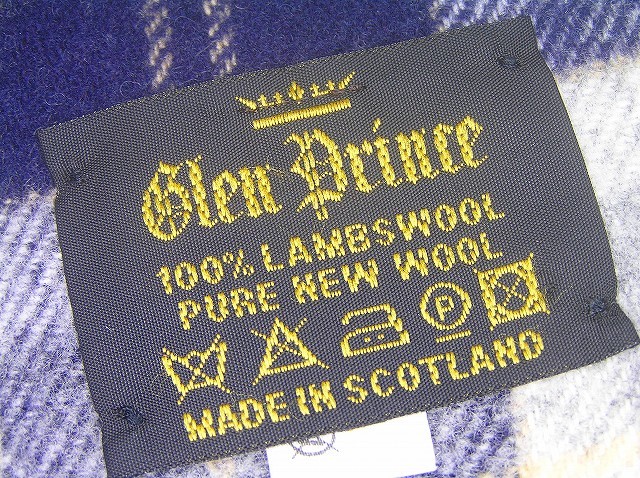 Glen Prince
100% LAMBSWOOL
PURE NEW WOOL
P
MADE IN SCOTLAND